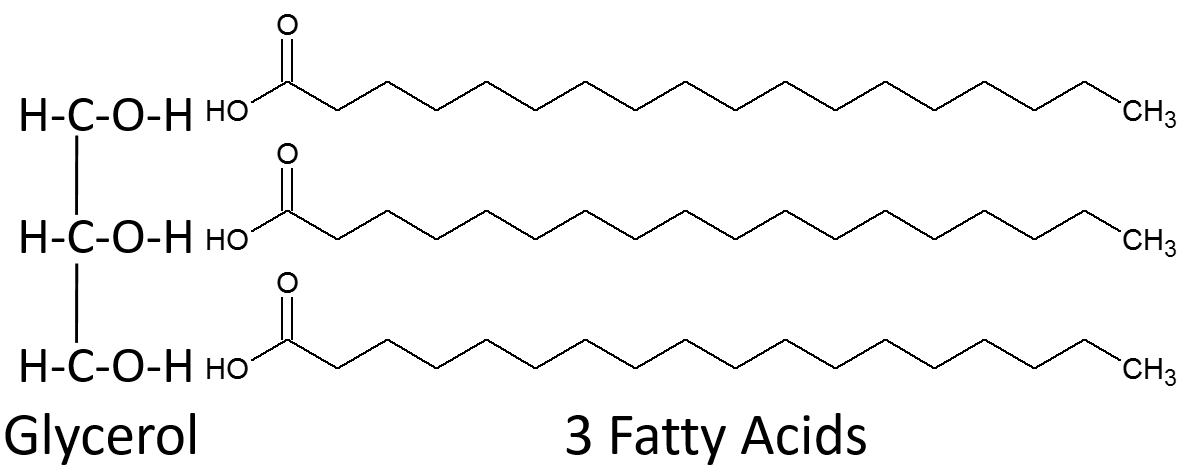 O
H-C-O-H HO CH3
O
H-C-O-H HO CH3
O
H-C-O-H HO CH3
Glycerol 3 Fatty Acids